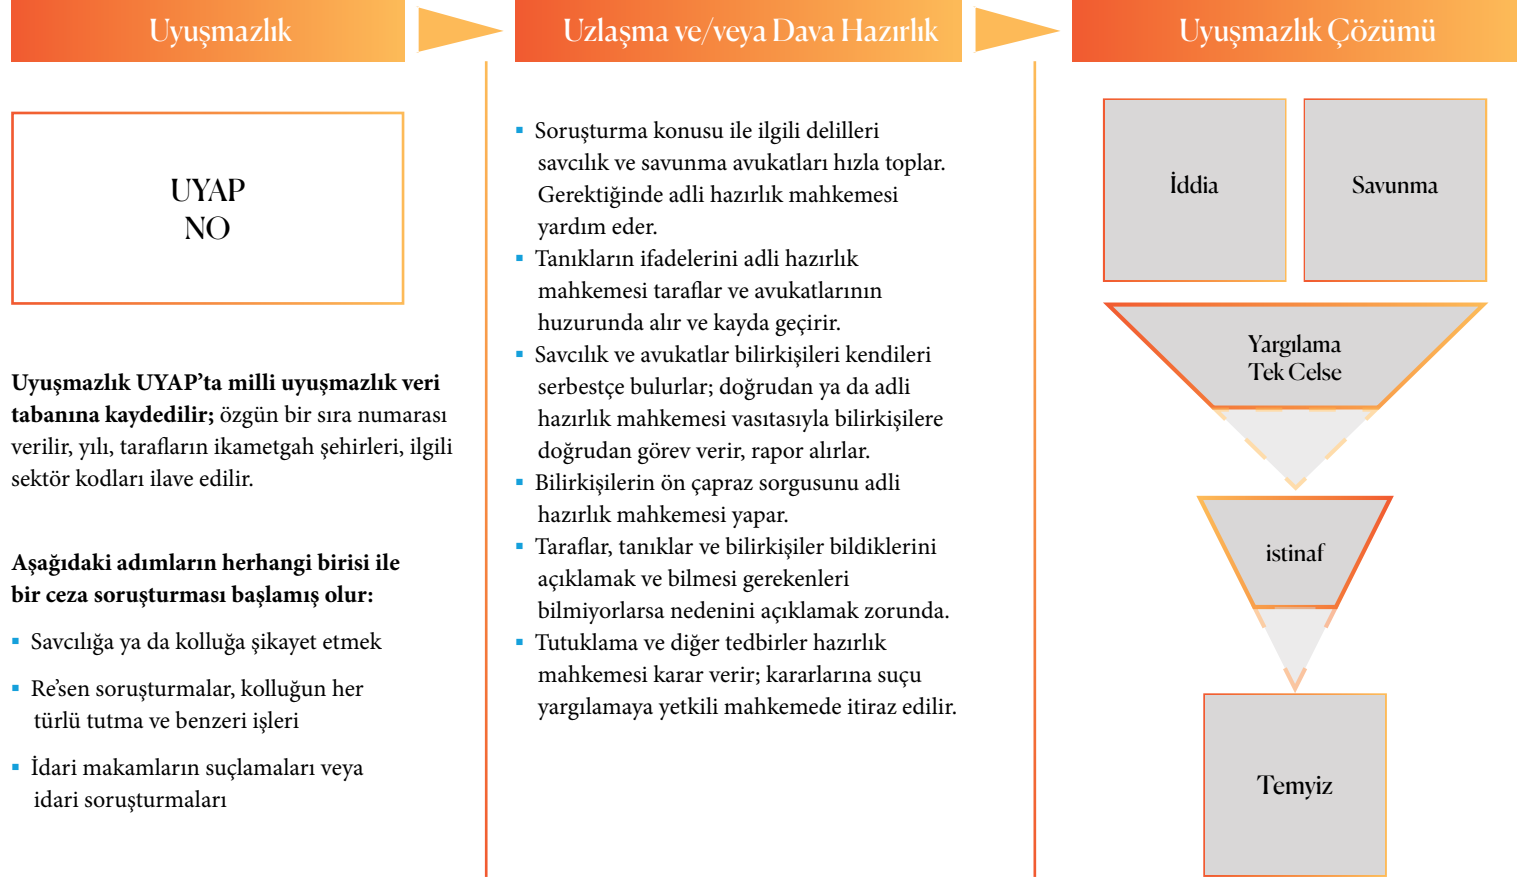 Uyuşmazlık
UYAP
NO
Uyuşmazlık UYAP’ta milli uyuşmazlık veri
tabanına kaydedilir; özgün bir sıra numarası
verilir, yılı, tarafların ikametgah şehirleri, ilgili
sektör kodları ilave edilir.
Aşağıdaki adımların herhangi birisi ile
bir ceza soruşturması başlamış olur:
▪ Savcılığa ya da kolluğa şikayet etmek
▪ Re’sen soruşturmalar, kolluğun her
türlü tutma ve benzeri işleri
▪ İdari makamların suçlamaları veya
idari soruşturmaları
Uzlaşma ve/veya Dava Hazırlık
▪ Soruşturma konusu ile ilgili delilleri
savcılık ve savunma avukatları hızla toplar.
Gerektiğinde adli hazırlık mahkemesi
yardım eder.
▪ Tanıkların ifadelerini adli hazırlık
mahkemesi taraflar ve avukatlarının
huzurunda alır ve kayda geçirir.
▪ Savcılık ve avukatlar bilirkişileri kendileri
serbestçe bulurlar; doğrudan ya da adli
hazırlık mahkemesi vasıtasıyla bilirkişilere
doğrudan görev verir, rapor alırlar.
▪ Bilirkişilerin ön çapraz sorgusunu adli
hazırlık mahkemesi yapar.
▪ Taraflar, tanıklar ve bilirkişiler bildiklerini
açıklamak ve bilmesi gerekenleri
bilmiyorlarsa nedenini açıklamak zorunda.
▪ Tutuklama ve diğer tedbirler hazırlık
mahkemesi karar verir; kararlarına suçu
yargılamaya yetkili mahkemede itiraz edilir.
Uyuşmazlık Çözümü
İddia
Savunma
Yargılama
Tek Celse
istinaf
Temyiz